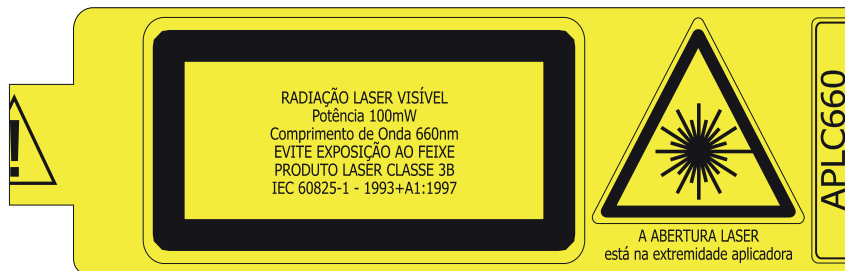 RADIAÇÃO LASER VISÍVEL
Potência 100mW
Comprimento de Onda 660nm
EVITE EXPOSIÇÃO AO FEIXE
PRODUTO LASER CLASSE 3B
IEC 60825-1 - 1993+A1:1997
!
A ABERTURA LASER
está na extremidade aplicadora
APLC660